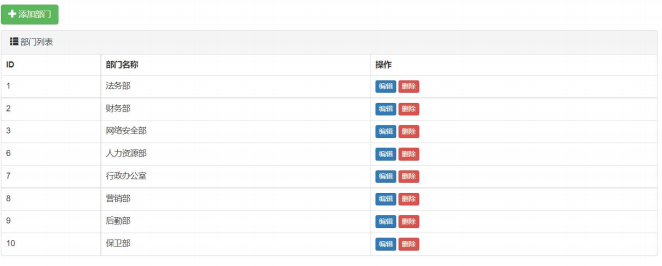 添加部门
部门列表
ID 部门名称 操作
1 法务部 编辑 删除
2 财务部 编辑 删除
3 网络安全部 编辑 删除
6 人力资源部 编辑 删除
7 行政办公室 编辑 删除
8 营销部 编辑 删除
9 后勤部 编辑 删除
10 保卫部 编辑 删除